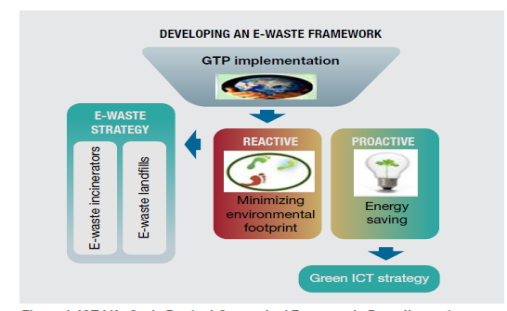 DEVELOPING AN E-WASTE FRAMEWORK
GTP implementation
E-WASTE
STRATEGY
E-waste incinerators
E-waste landfills
REACTIVE
Minimizing
environmental
footprint
PROACTIVE
Energy
saving
Green ICT strategy